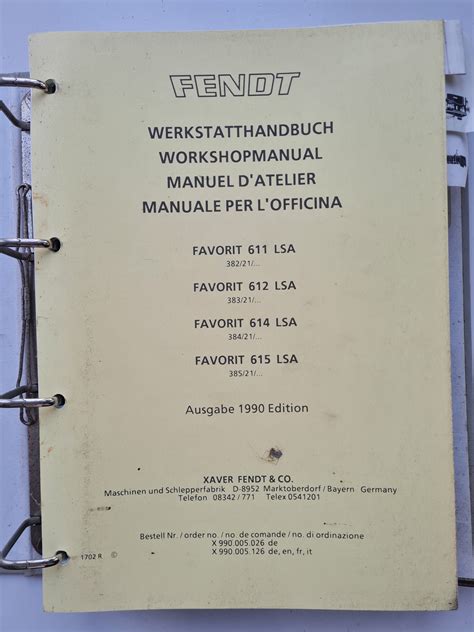 FENDT
WERKSTATTHANDBUCH
WORKSHOPMANUAL
MANUEL D'ATELIER
MANUALE PER L'OFFICINA
FAVORIT 611 LSA
382/21/...
FAVORIT 612 LSA
383/21/...
FAVORIT 614 LSA
384/21/...
FAVORIT 615 LSA
385/21/...
Ausgabe 1990 Edition
XAVER FENDT & CO.
Maschinen und Schlepperfabrik D-8952 Marktoberdorf / Bayern Germany
Telefon 08342 / 771 Telex 0541201
Bestell Nr. / order no. / no. de comande / no. di ordinazione
X 990.005.026 de
X 990.005.126 de, en, fr, it
1702 R ©